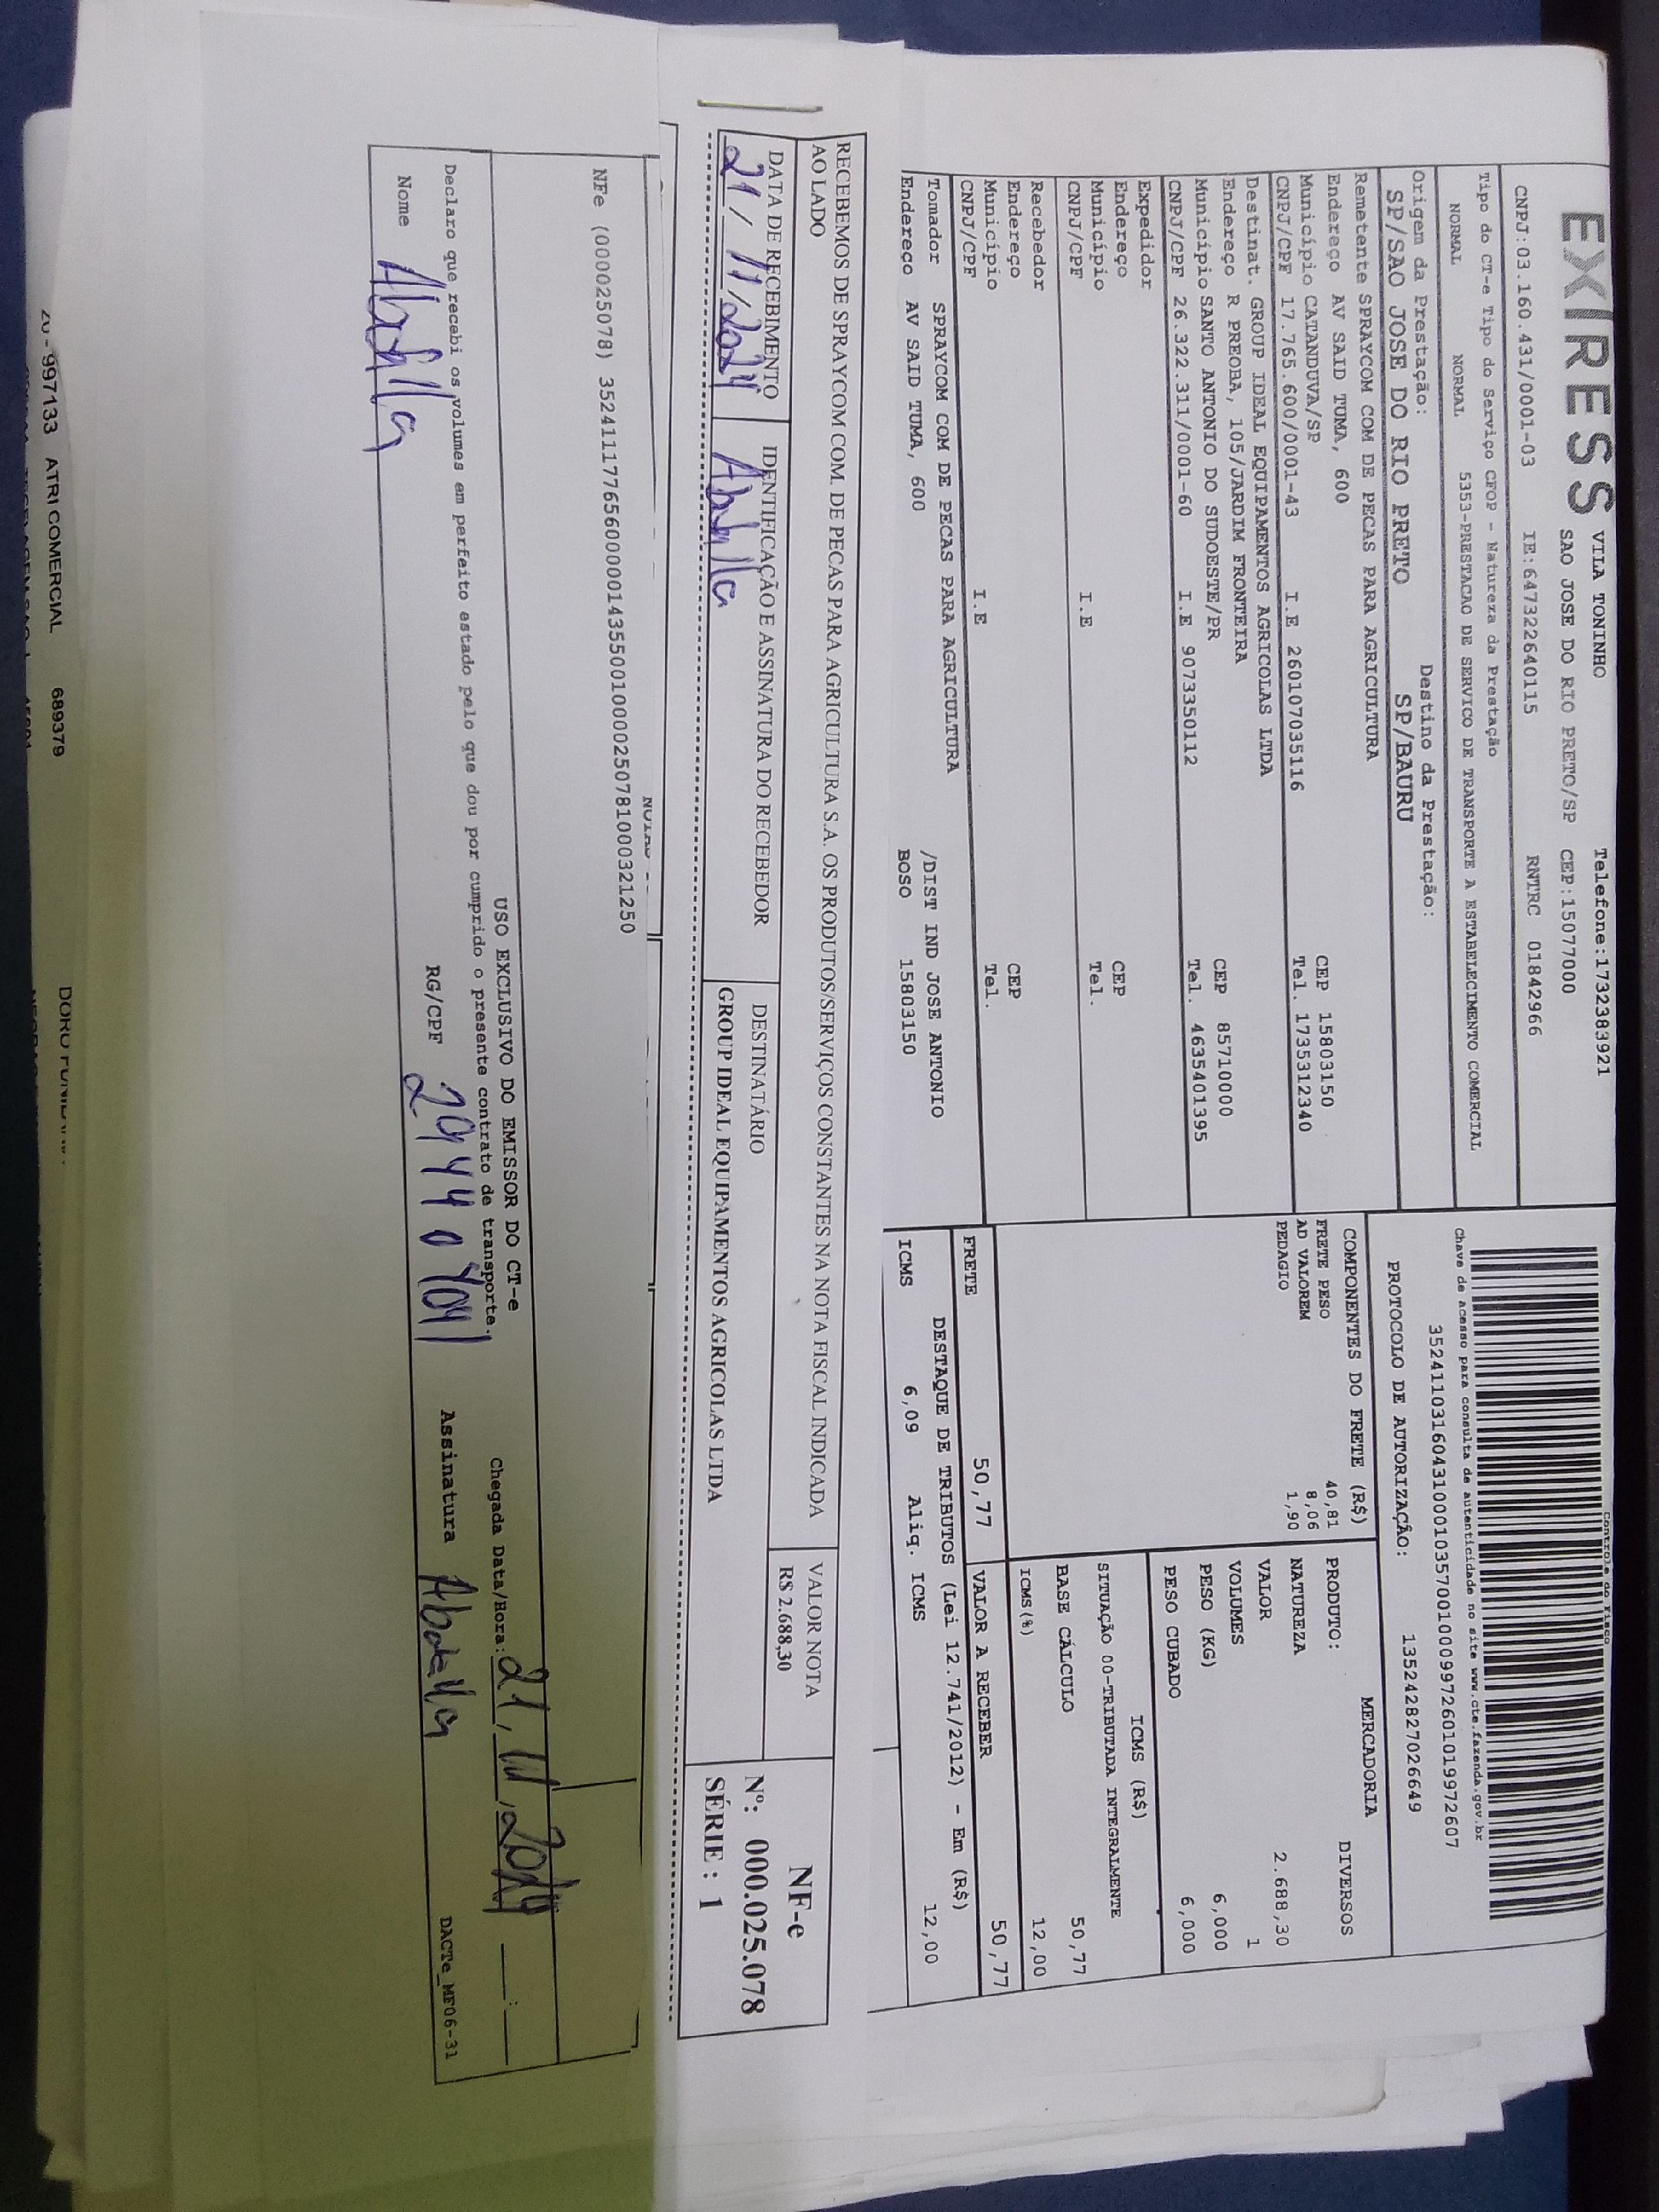 EXPRESS
VILA TONINHO Telefone:1732383921
SAO JOSE DO RIO PRETO/SP CEP:15077000
CNPJ:03.160.431/0001-03 IE:647322640115 RNTRC 01842966
Tipo do CT-e Tipo do Serviço CFOP - Natureza da Prestação
NORMAL NORMAL 5353-PRESTACAO DE SERVICO DE TRANSPORTE A ESTABELECIMENTO COMERCIAL
Origem da Prestação: Destino da Prestação:
SP/SAO JOSE DO RIO PRETO SP/BAURU
Remetente SPRAYCOM COM DE PECAS PARA AGRICULTURA
Endereço AV SAID TUMA, 600 CEP 15803150
Município CATANDUVA/SP Tel. 1735312340
CNPJ/CPF 17.765.600/0001-43 I.E 260107035116
Destinat. GROUP IDEAL EQUIPAMENTOS AGRICOLAS LTDA
Endereço R PREOBA, 105/JARDIM FRONTEIRA CEP 85710000
Município SANTO ANTONIO DO SUDOESTE/PR Tel. 4635401395
CNPJ/CPF 26.322.311/0001-60 I.E 9073350112
Expedidor
Endereço CEP
Município Tel.
CNPJ/CPF I.E
Recebedor
Endereço CEP
Município Tel.
CNPJ/CPF I.E
Tomador SPRAYCOM COM DE PECAS PARA AGRICULTURA
Endereço AV SAID TUMA, 600 /DIST IND JOSE ANTONIO
BOSO 15803150
Controle do Fisco
Chave de acesso para a consulta de autenticidade no site www.cte.fazenda.gov.br
35241103160431000103570010009972601019972607
PROTOCOLO DE AUTORIZAÇÃO: 135242827026649
COMPONENTES DO FRETE (R$)
FRETE PESO 40,81
AD VALOREM 8,06
PEDAGIO 1,90
MERCADORIA
PRODUTO: DIVERSOS
NATUREZA
VALOR 2.688,30
VOLUMES 1
PESO (KG) 6,000
PESO CUBADO 6,000
ICMS (R$)
SITUAÇÃO 00-TRIBUTADA INTEGRALMENTE
BASE CÁLCULO 50,77
ICMS(%) 12,00
FRETE 50,77 VALOR A RECEBER 50,77
DESTAQUE DE TRIBUTOS (Lei 12.741/2012) - Em (R$)
ICMS 6,09 Aliq. ICMS 12,00
RECEBEMOS DE SPRAYCOM COM. DE PECAS PARA AGRICULTURA S.A. OS PRODUTOS/SERVIÇOS CONSTANTES NA NOTA FISCAL INDICADA
AO LADO
VALOR NOTA
R$ 2.688,30
DATA DE RECEBIMENTO
21/11/2024
IDENTIFICAÇÃO E ASSINATURA DO RECEBEDOR
Abdalla
DESTINATÁRIO
GROUP IDEAL EQUIPAMENTOS AGRICOLAS LTDA
NF-e
Nº: 000.025.078
SÉRIE : 1
NFe (000025078) 35241117765600000143550010000250781000321250
USO EXCLUSIVO DO EMISSOR DO CT-e
Declaro que recebi os volumes em perfeito estado pelo que dou por cumprido o presente contrato de transporte.
Chegada Data/Hora: 21/11/2024
Nome Abdalla RG/CPF Assinatura Abdalla
DACTe_MF06-31
997133 ATRI COMERCIAL 689379